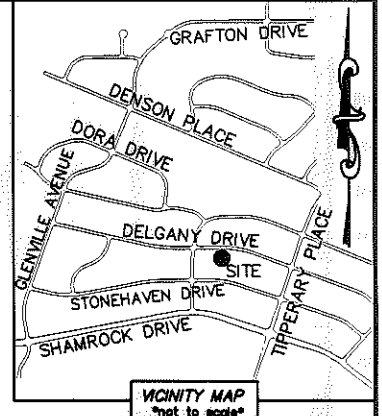 GRAFTON DRIVE
DENSON PLACE
DORA DRIVE
GLENVILLE AVENUE
DELGANY DRIVE
TIPPERARY PLACE
SITE
STONEHAVEN DRIVE
SHAMROCK DRIVE
VICINITY MAP
*not to scale*